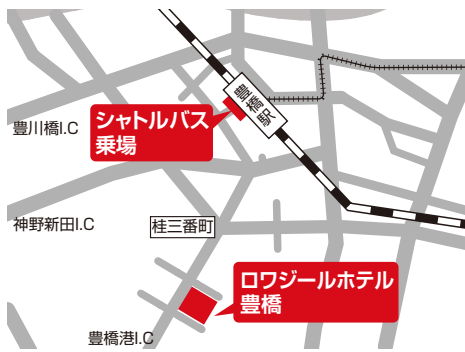 豊橋駅
シャトルバス
乗場
豊川橋I.C
神野新田I.C
桂三番町
ロワジールホテル
豊橋
豊橋港I.C